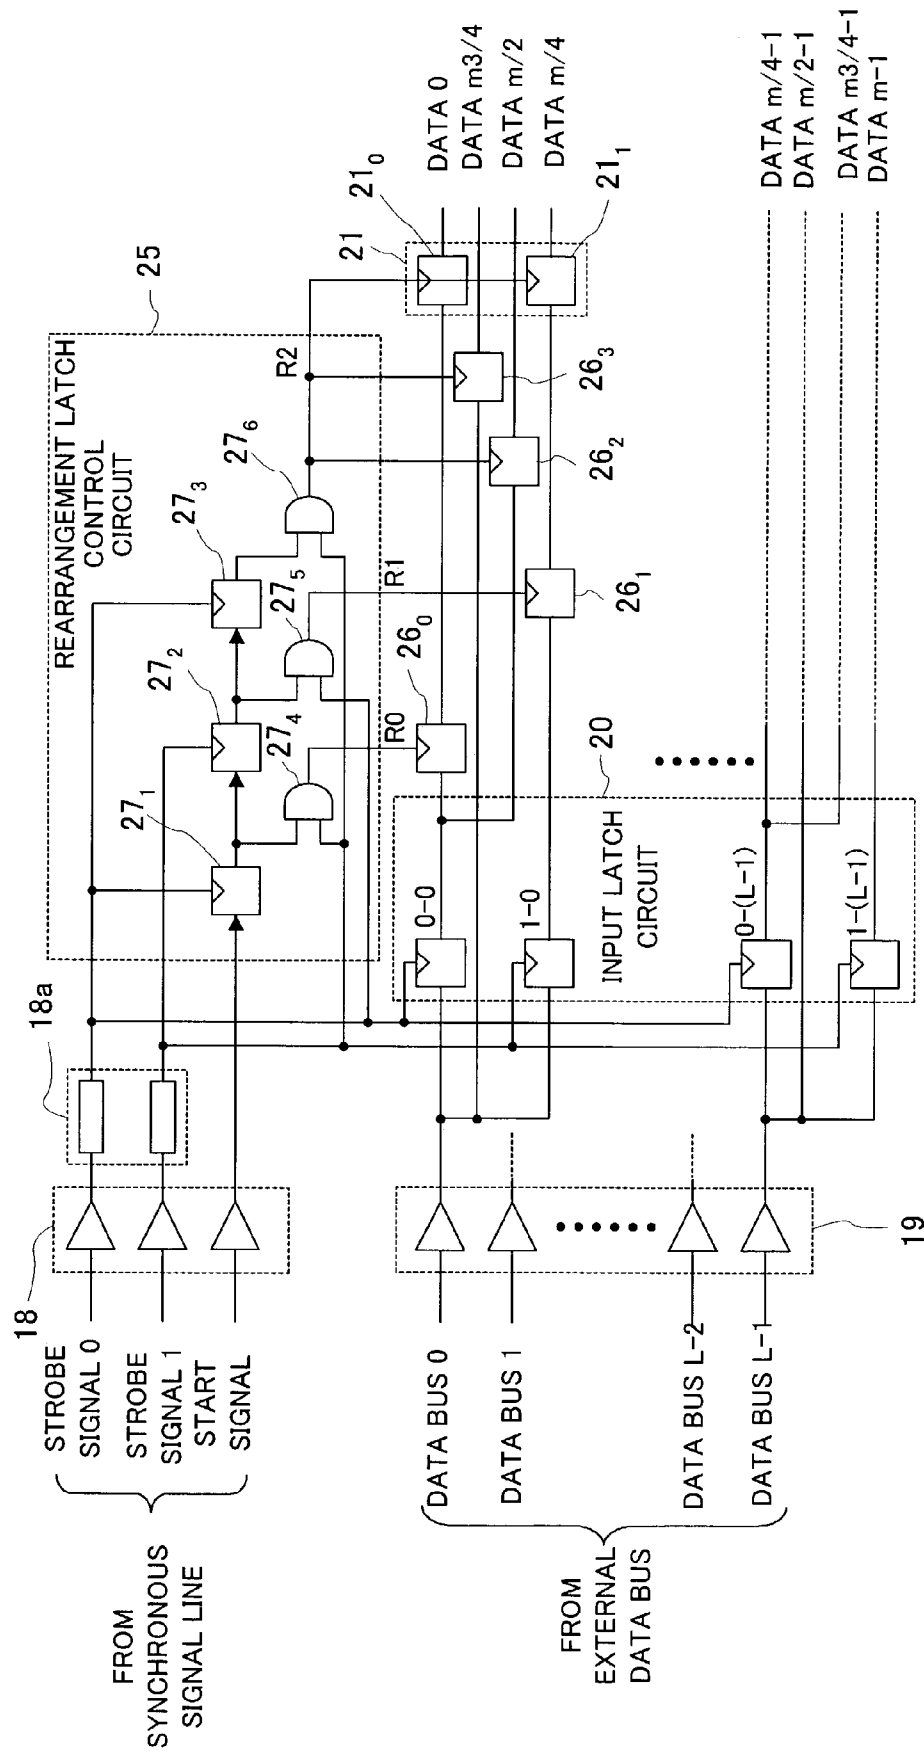 FROM
SYNCHRONOUS
SIGNAL LINE
STROBE
SIGNAL 0
STROBE
SIGNAL 1
START
SIGNAL
18
18a
REARRANGEMENT LATCH
CONTROL
CIRCUIT
25
27₁
27₂
27₃
27₄
27₅
27₆
R0
R1
R2
FROM
EXTERNAL
DATA BUS
DATA BUS 0
DATA BUS 1
DATA BUS L-2
DATA BUS L-1
19
0-0
1-0
INPUT LATCH
CIRCUIT
0-(L-1)
1-(L-1)
20
26₀
26₁
26₂
26₃
21
21₀
21₁
DATA 0
DATA m3/4
DATA m/2
DATA m/4
DATA m/4-1
DATA m/2-1
DATA m3/4-1
DATA m-1